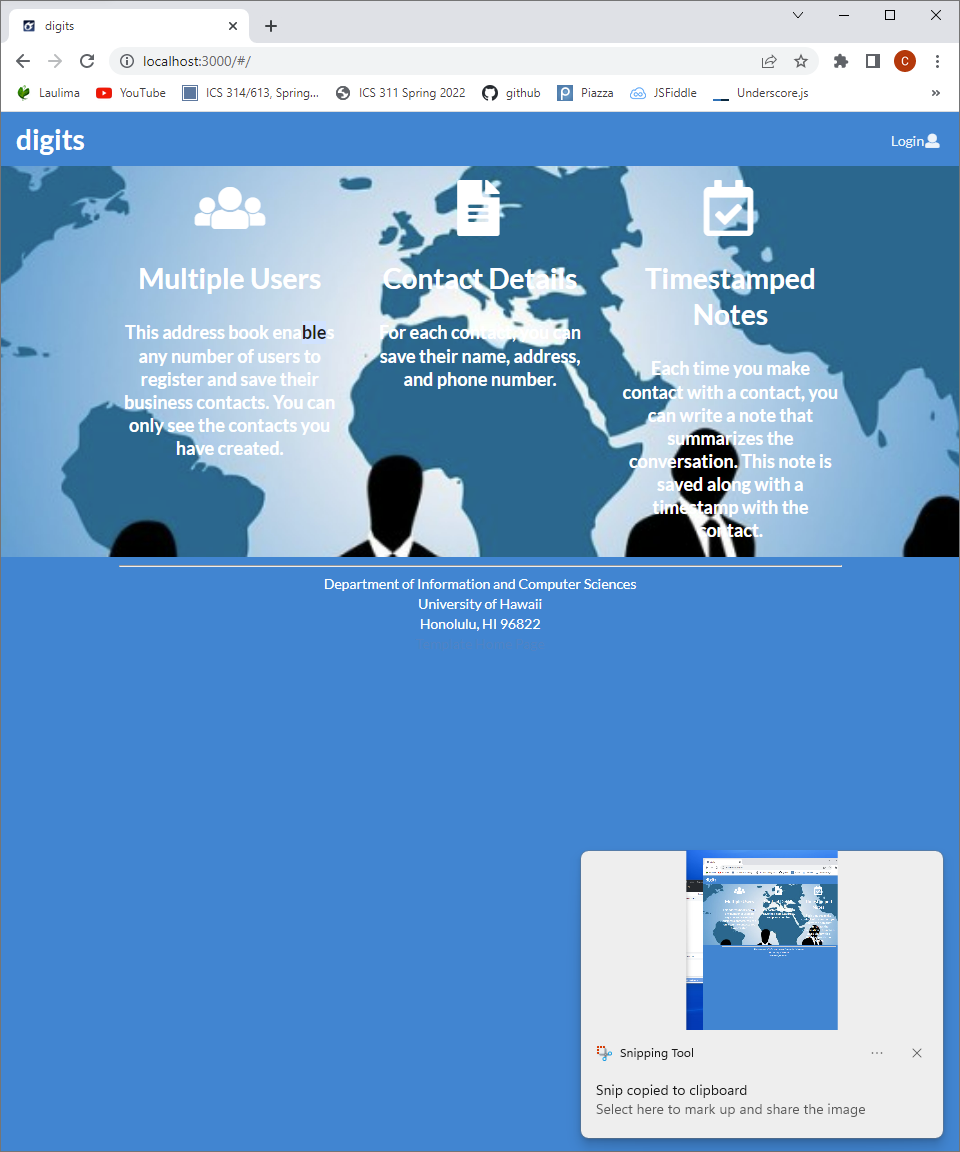 digits
localhost:3000/#/
C
Laulima
YouTube
ICS 314/613, Spring...
ICS 311 Spring 2022
github
Piazza
JSFiddle
Underscore.js
»
digits
Login
Multiple Users
This address book enables
any number of users to
register and save their
business contacts. You can
only see the contacts you
have created.
Contact Details
For each contact, you can
save their name, address,
and phone number.
Timestamped
Notes
Each time you make
contact with a contact, you
can write a note that
summarizes the
conversation. This note is
saved along with a
timestamp with the
contact.
Department of Information and Computer Sciences
University of Hawaii
Honolulu, HI 96822
Snipping Tool
Snip copied to clipboard
Select here to mark up and share the image